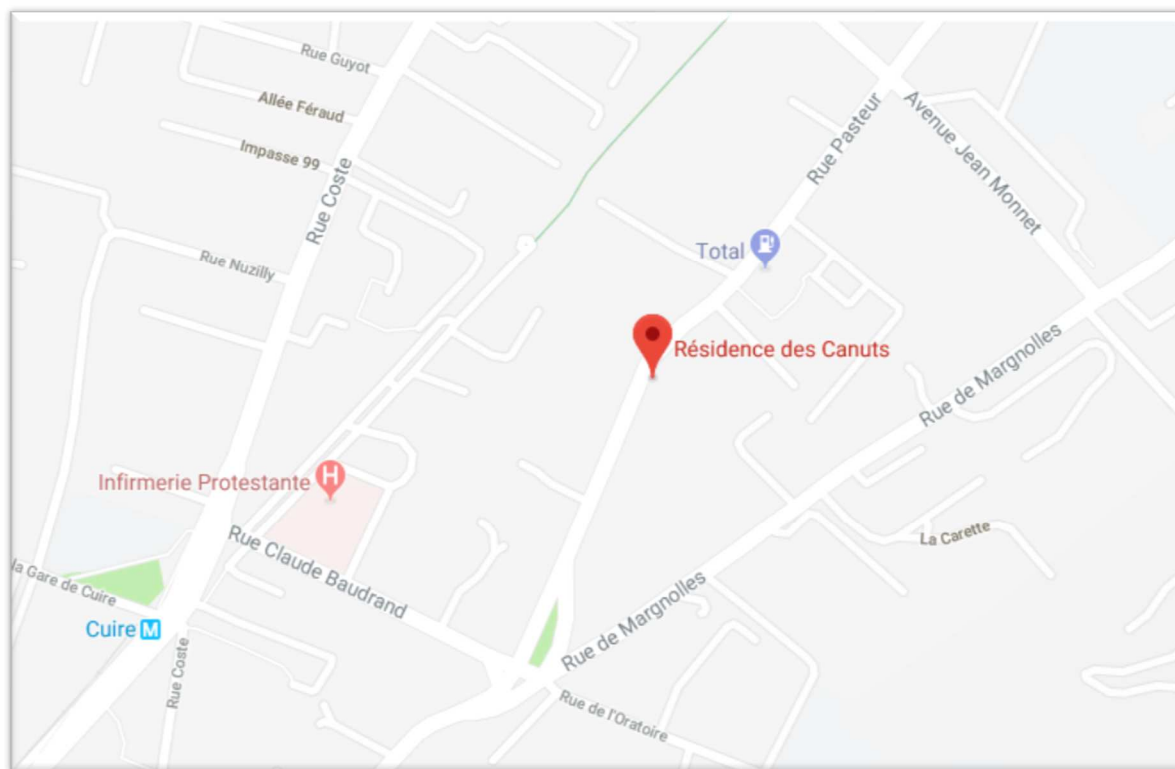 Rue Guyot
Allée Féraud
Impasse 99
Rue Coste
Rue Nuzilly
Rue Pasteur
Avenue Jean Monnet
Total
Résidence des Canuts
Rue de Margnolles
Infirmerie Protestante
H
La Carette
Rue Claude Baudrand
la Gare de Cuire
Cuire M
Rue Coste
Rue de Margnolles
Rue de l'Oratoire